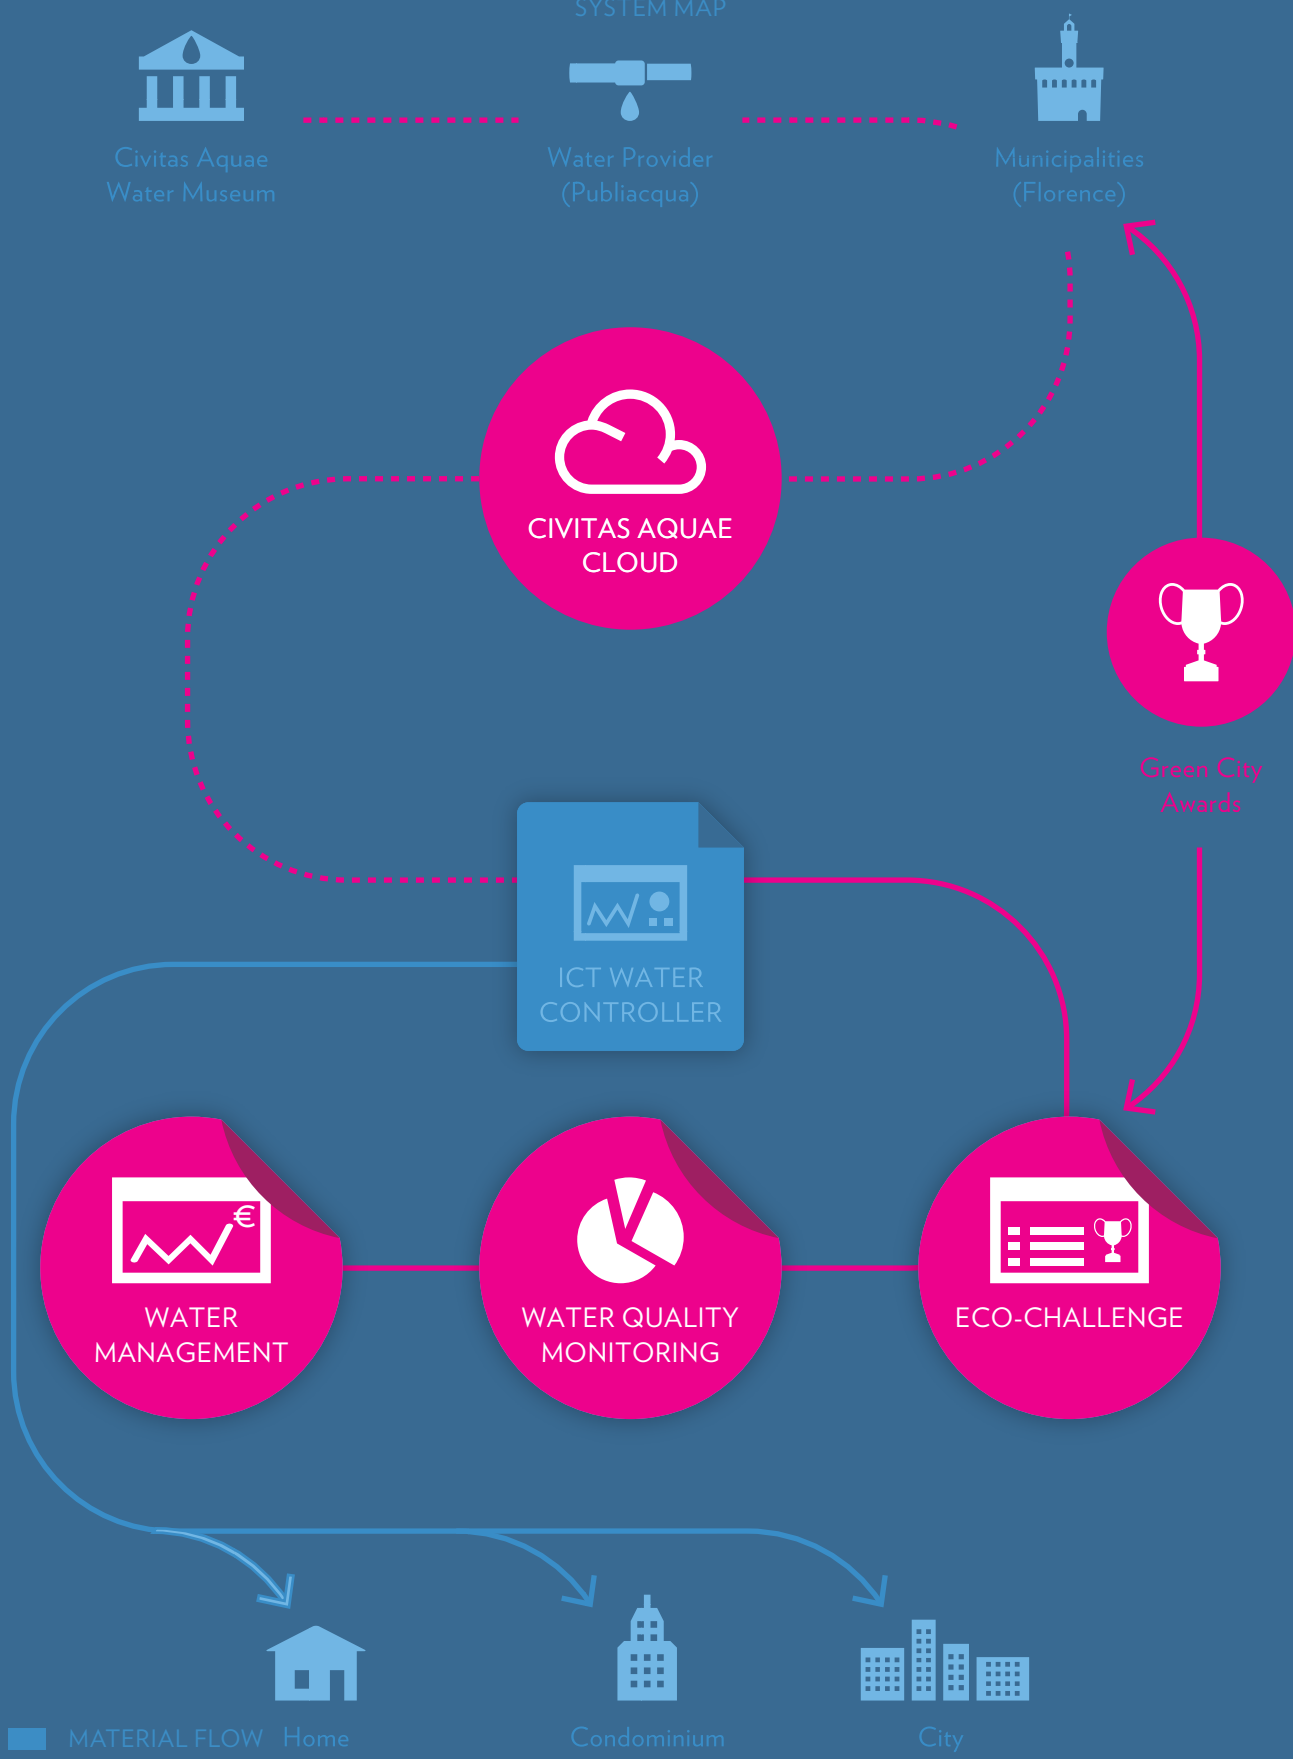 SYSTEM MAP
Civitas Aquae
Water Museum
Water Provider
(Publiacqua)
Municipalities
(Florence)
CIVITAS AQUAE
CLOUD
Green City
Awards
ICT WATER
CONTROLLER
€
WATER
MANAGEMENT
WATER QUALITY
MONITORING
ECO-CHALLENGE
MATERIAL FLOW
Home
Condominium
City